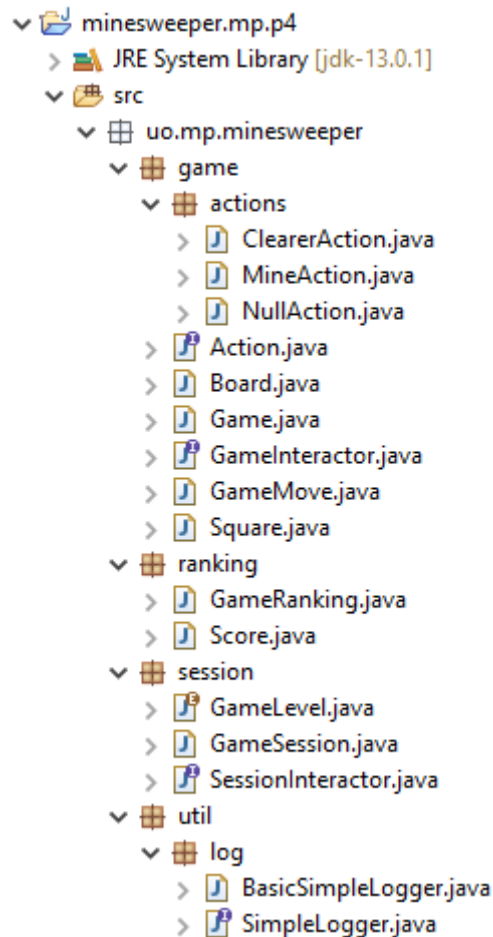 minesweeper.mp.p4
JRE System Library [jdk-13.0.1]
src
uo.mp.minesweeper
game
actions
ClearerAction.java
MineAction.java
NullAction.java
Action.java
Board.java
Game.java
GameInteractor.java
GameMove.java
Square.java
ranking
GameRanking.java
Score.java
session
GameLevel.java
GameSession.java
SessionInteractor.java
util
log
BasicSimpleLogger.java
SimpleLogger.java